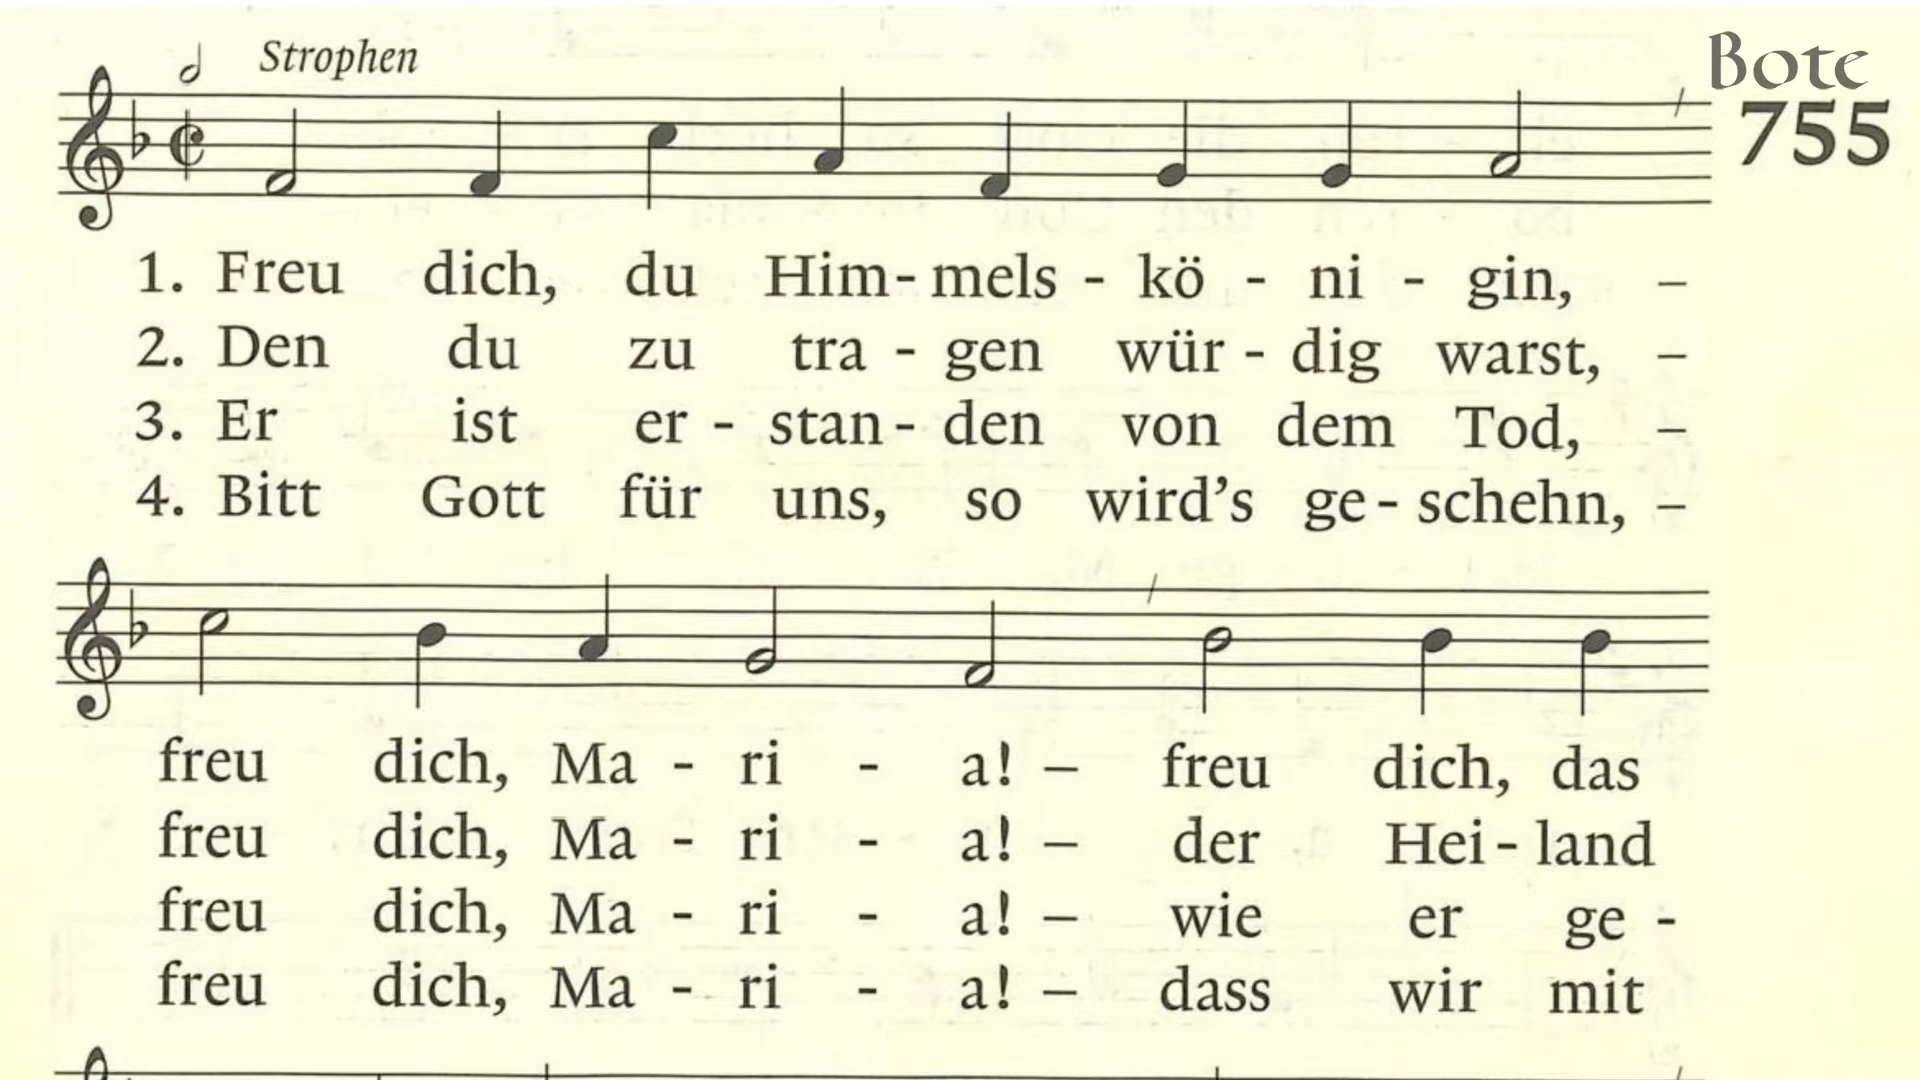 Strophen
Bote
755
1. Freu dich, du Him- mels - kö - ni - gin, –
2. Den du zu tra - gen wür - dig warst, –
3. Er ist er - stan - den von dem Tod, –
4. Bitt Gott für uns, so wird's ge - schehn, –
freu dich, Ma - ri - a! – freu dich, das
freu dich, Ma - ri - a! – der Hei - land
freu dich, Ma - ri - a! – wie er ge -
freu dich, Ma - ri - a! – dass wir mit